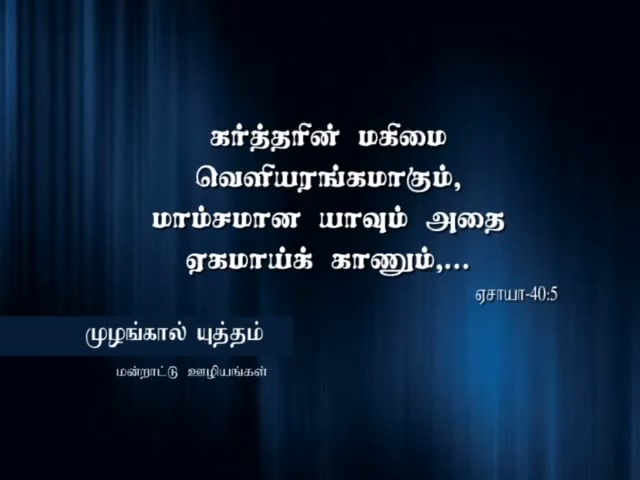 கர்த்தரின் மகிமை
வெளியரங்கமாகும்,
மாம்சமான யாவும் அதை
ஏகமாய்க் காணும்,...
ஏசாயா-40:5
முழங்கால் யுத்தம்
மன்றாட்டு ஊழியங்கள்